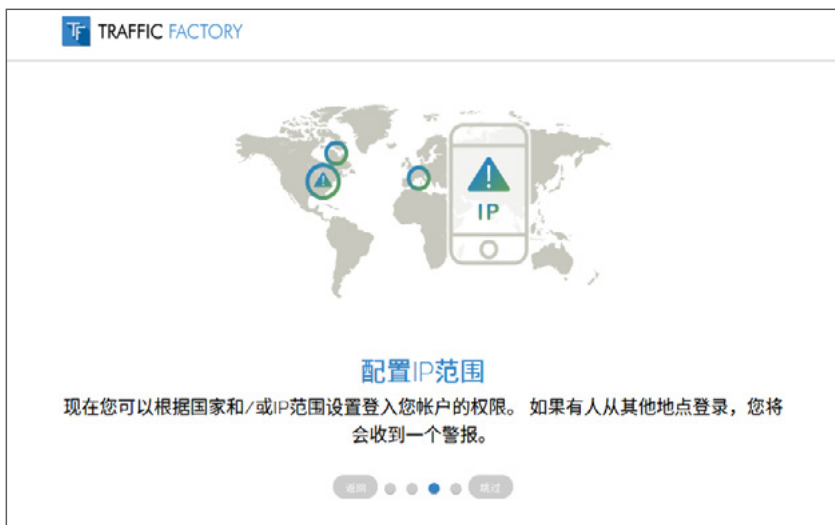 TF TRAFFIC FACTORY
IP
配置IP范围
现在您可以根据国家和/或IP范围设置登入您帐户的权限。 如果有人从其他地点登录，您将
会收到一个警报。
返回 跳过